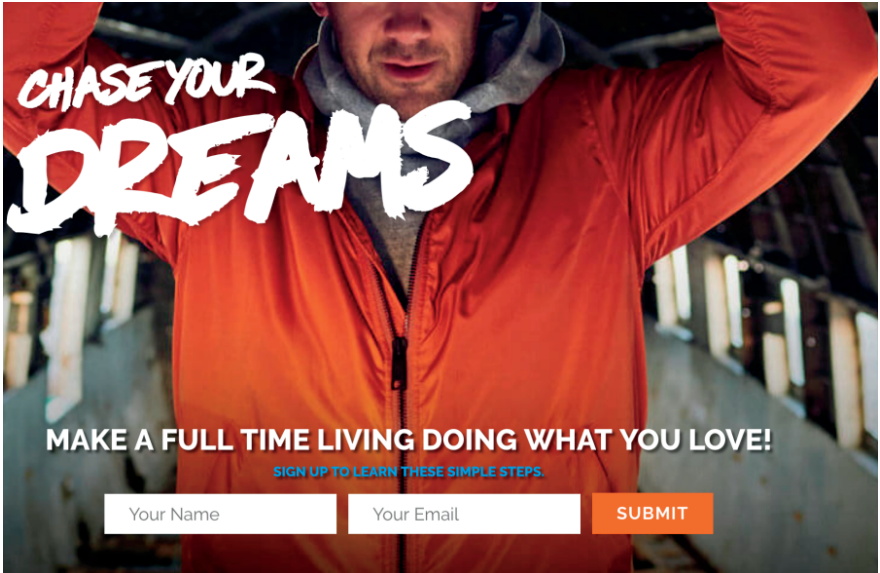 CHASE YOUR
DREAMS
MAKE A FULL TIME LIVING DOING WHAT YOU LOVE!
SIGN UP TO LEARN THESE SIMPLE STEPS.
Your Name Your Email SUBMIT